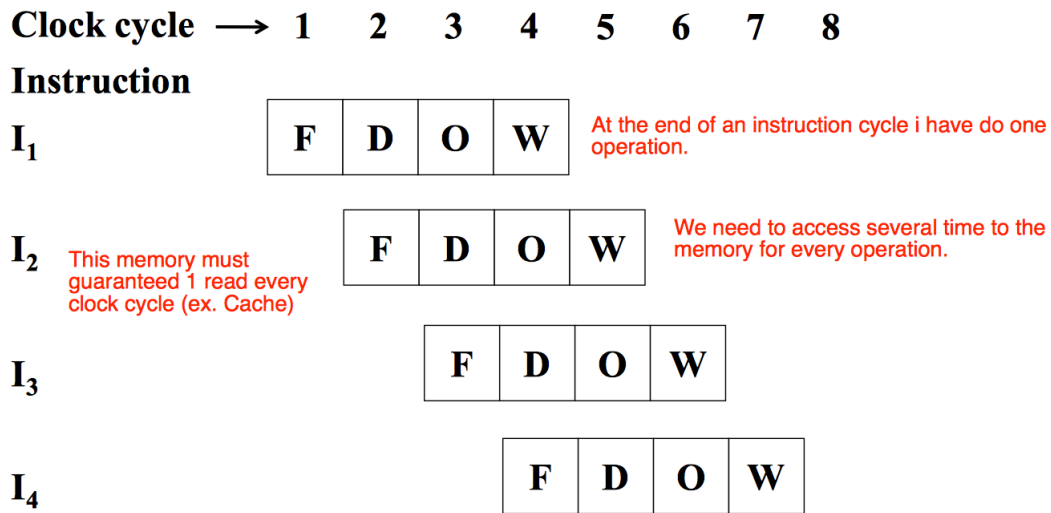 Clock cycle → 1 2 3 4 5 6 7 8
Instruction
I1 F D O W
At the end of an instruction cycle i have do one
operation.
I2 F D O W
We need to access several time to the
memory for every operation.
This memory must
guaranteed 1 read every
clock cycle (ex. Cache)
I3 F D O W
I4 F D O W